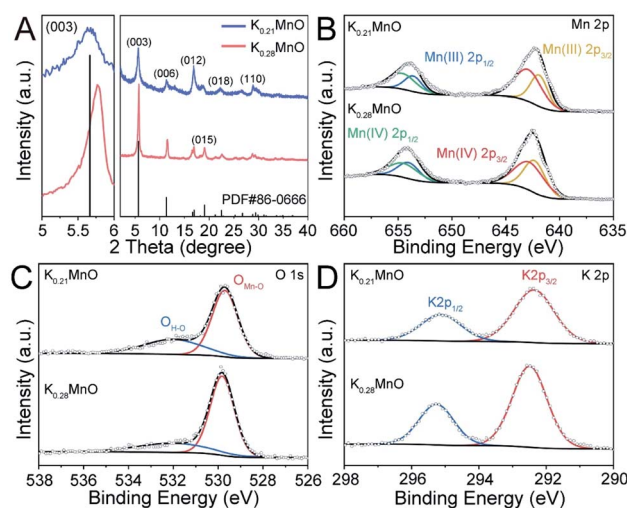 A
(003)
K₀.₂₁MnO
K₀.₂₈MnO
(003)
(012)
(006)
(018)
(110)
(015)
PDF#86-0666
Intensity (a.u.)
5 5.5 6 10 15 20 25 30 35 40
2 Theta (degree)
B
K₀.₂₁MnO
Mn 2p
Mn(III) 2p₁/₂
Mn(III) 2p₃/₂
K₀.₂₈MnO
Mn(IV) 2p₁/₂
Mn(IV) 2p₃/₂
Intensity (a.u.)
660 655 650 645 640 635
Binding Energy (eV)
C
K₀.₂₁MnO
O 1s
O_Mn-O
O_H-O
K₀.₂₈MnO
Intensity (a.u.)
538 536 534 532 530 528 526
Binding Energy (eV)
D
K₀.₂₁MnO
K 2p
K2p₃/₂
K2p₁/₂
K₀.₂₈MnO
Intensity (a.u.)
298 296 294 292 290
Binding Energy (eV)